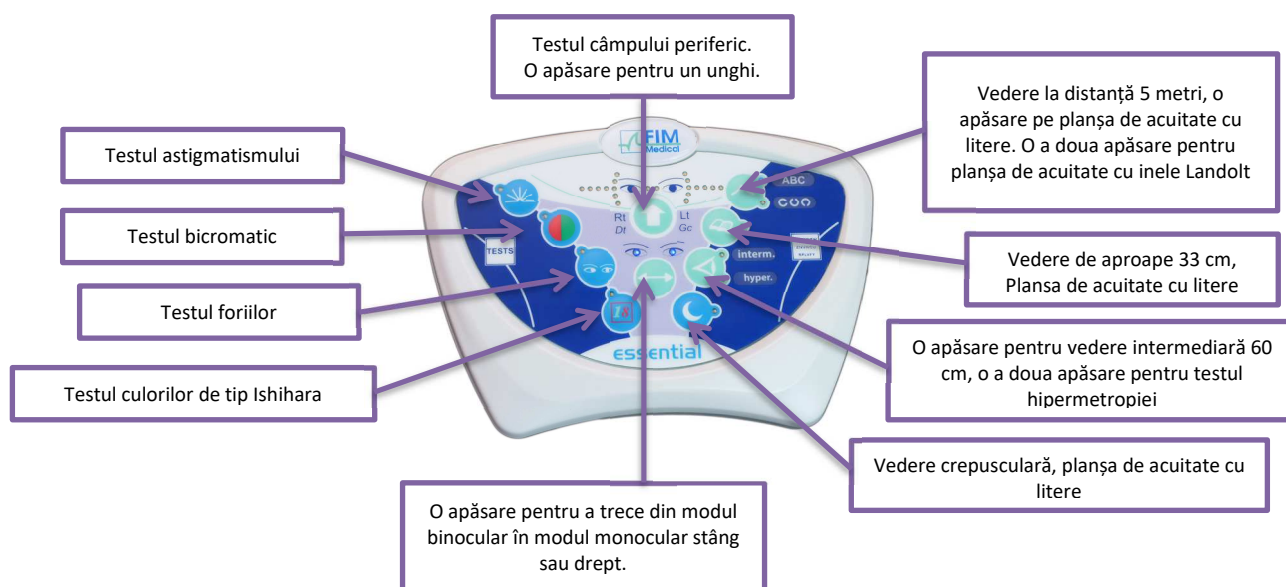 Testul câmpului periferic.
O apăsare pentru un unghi.
Vedere la distanță 5 metri, o
apăsare pe planșa de acuitate cu
litere. O a doua apăsare pentru
planșa de acuitate cu inele Landolt
Testul astigmatismului
Testul bicromatic
Testul foriilor
Testul culorilor de tip Ishihara
FIM
Medical
ABC
Rt
Dt
Lt
Gc
TESTS
interm.
hyper.
essential
Vedere de aproape 33 cm,
Plansa de acuitate cu litere
O apăsare pentru vedere intermediară 60
cm, o a doua apăsare pentru testul
hipermetropiei
Vedere crepusculară, planșa de acuitate cu
litere
O apăsare pentru a trece din modul
binocular în modul monocular stâng
sau drept.